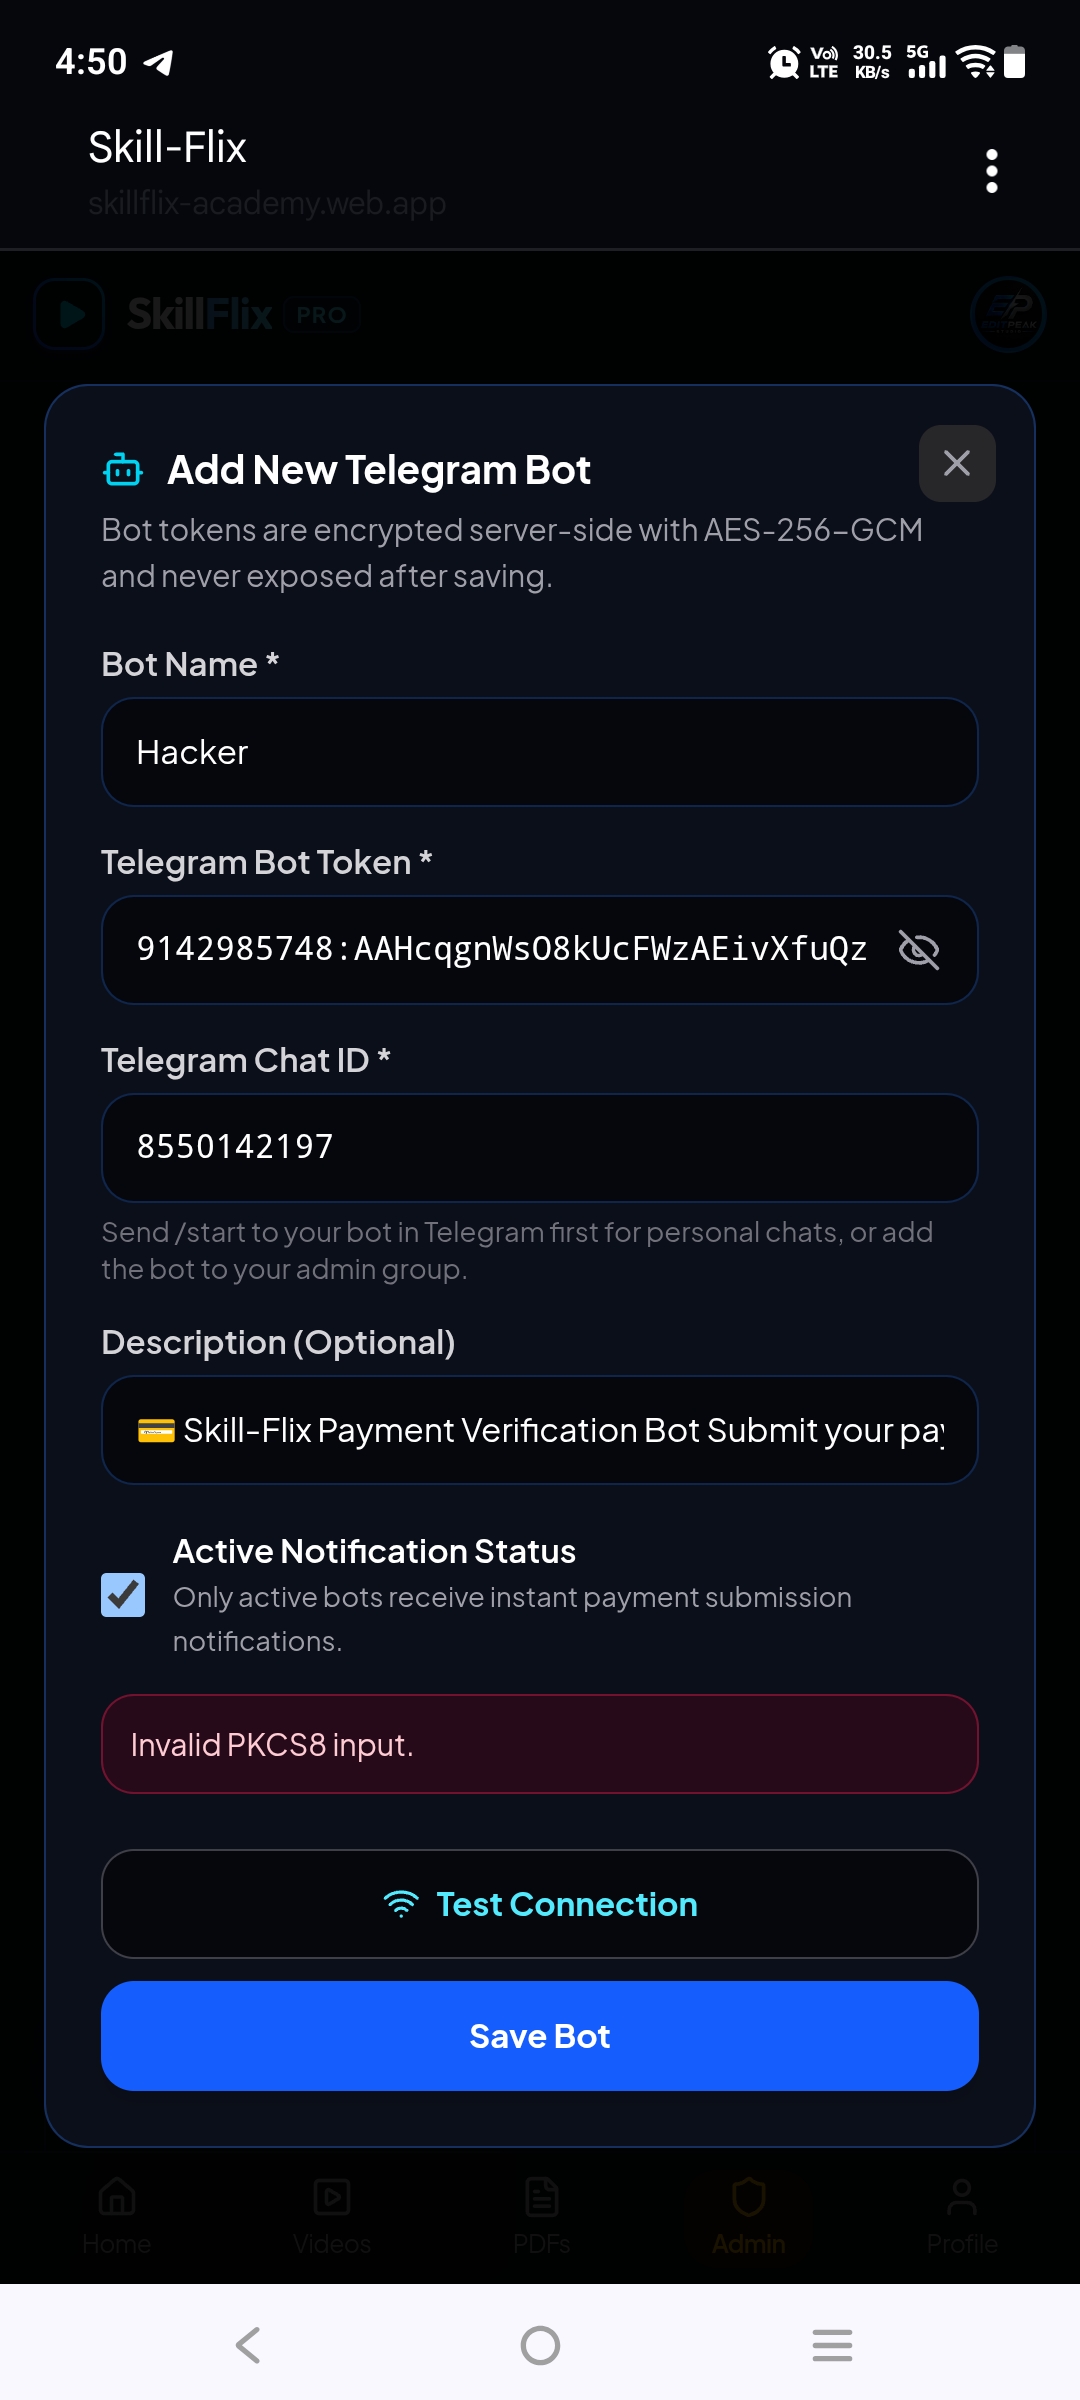 4:50
Vo)) LTE 30.5 KB/s 5G
Skill-Flix
skillflix-academy.web.app
SkillFlix PRO
Add New Telegram Bot
Bot tokens are encrypted server-side with AES-256-GCM
and never exposed after saving.
Bot Name *
Hacker
Telegram Bot Token *
9142985748:AAHcqgnWsO8kUcFWzAEivXfuQz
Telegram Chat ID *
8550142197
Send /start to your bot in Telegram first for personal chats, or add
the bot to your admin group.
Description (Optional)
💳 Skill-Flix Payment Verification Bot Submit your pay
Active Notification Status
Only active bots receive instant payment submission
notifications.
Invalid PKCS8 input.
Test Connection
Save Bot
Home Videos PDFs Admin Profile